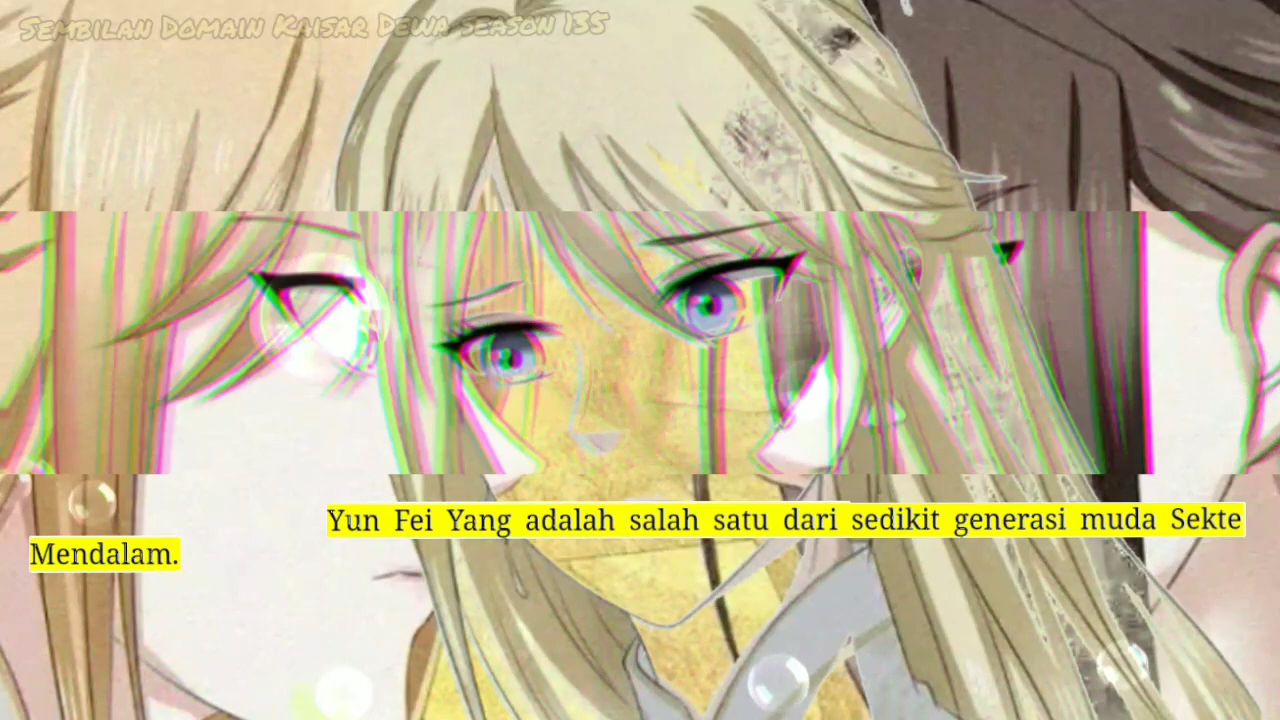 Sembilan Domain Kaisar Dewa season 135
Yun Fei Yang adalah salah satu dari sedikit generasi muda Sekte
Mendalam.